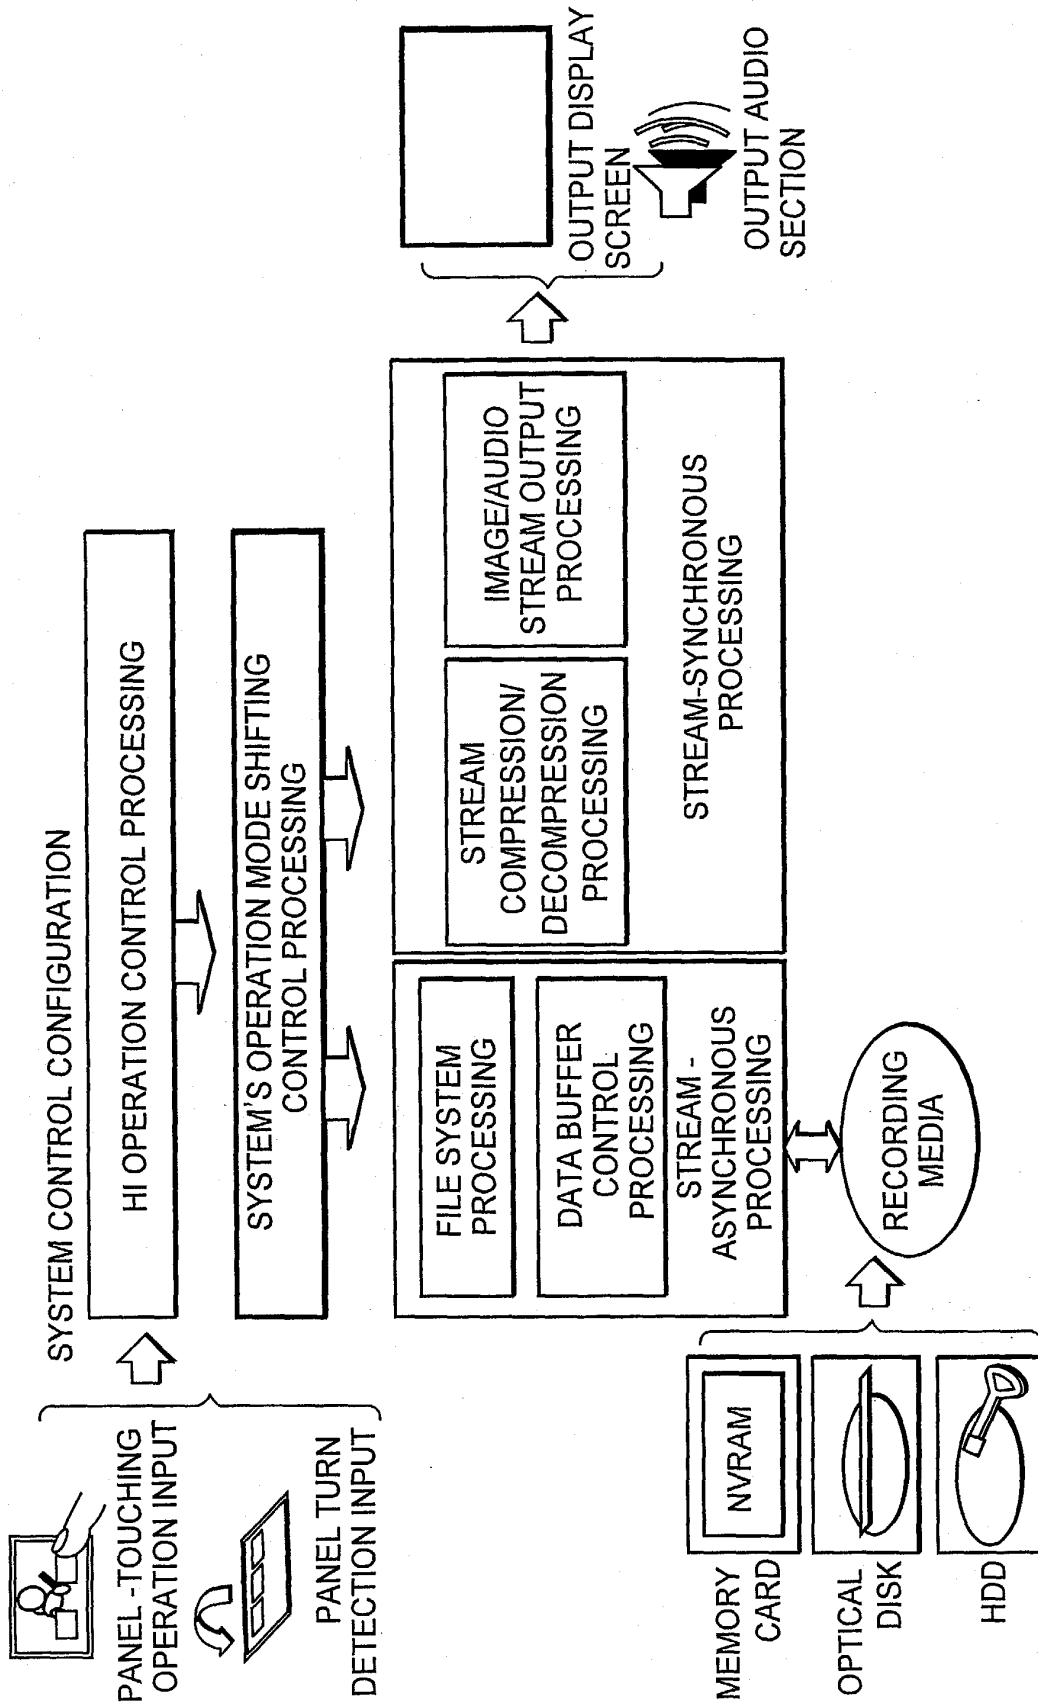 SYSTEM CONTROL CONFIGURATION
PANEL-TOUCHING
OPERATION INPUT
PANEL TURN
DETECTION INPUT
HI OPERATION CONTROL PROCESSING
SYSTEM'S OPERATION MODE SHIFTING
CONTROL PROCESSING
FILE SYSTEM
PROCESSING
DATA BUFFER
CONTROL
PROCESSING
STREAM -
ASYNCHRONOUS
PROCESSING
STREAM
COMPRESSION/
DECOMPRESSION
PROCESSING
IMAGE/AUDIO
STREAM OUTPUT
PROCESSING
STREAM-SYNCHRONOUS
PROCESSING
OUTPUT DISPLAY
SCREEN
OUTPUT AUDIO
SECTION
MEMORY
CARD
NVRAM
OPTICAL
DISK
HDD
RECORDING
MEDIA